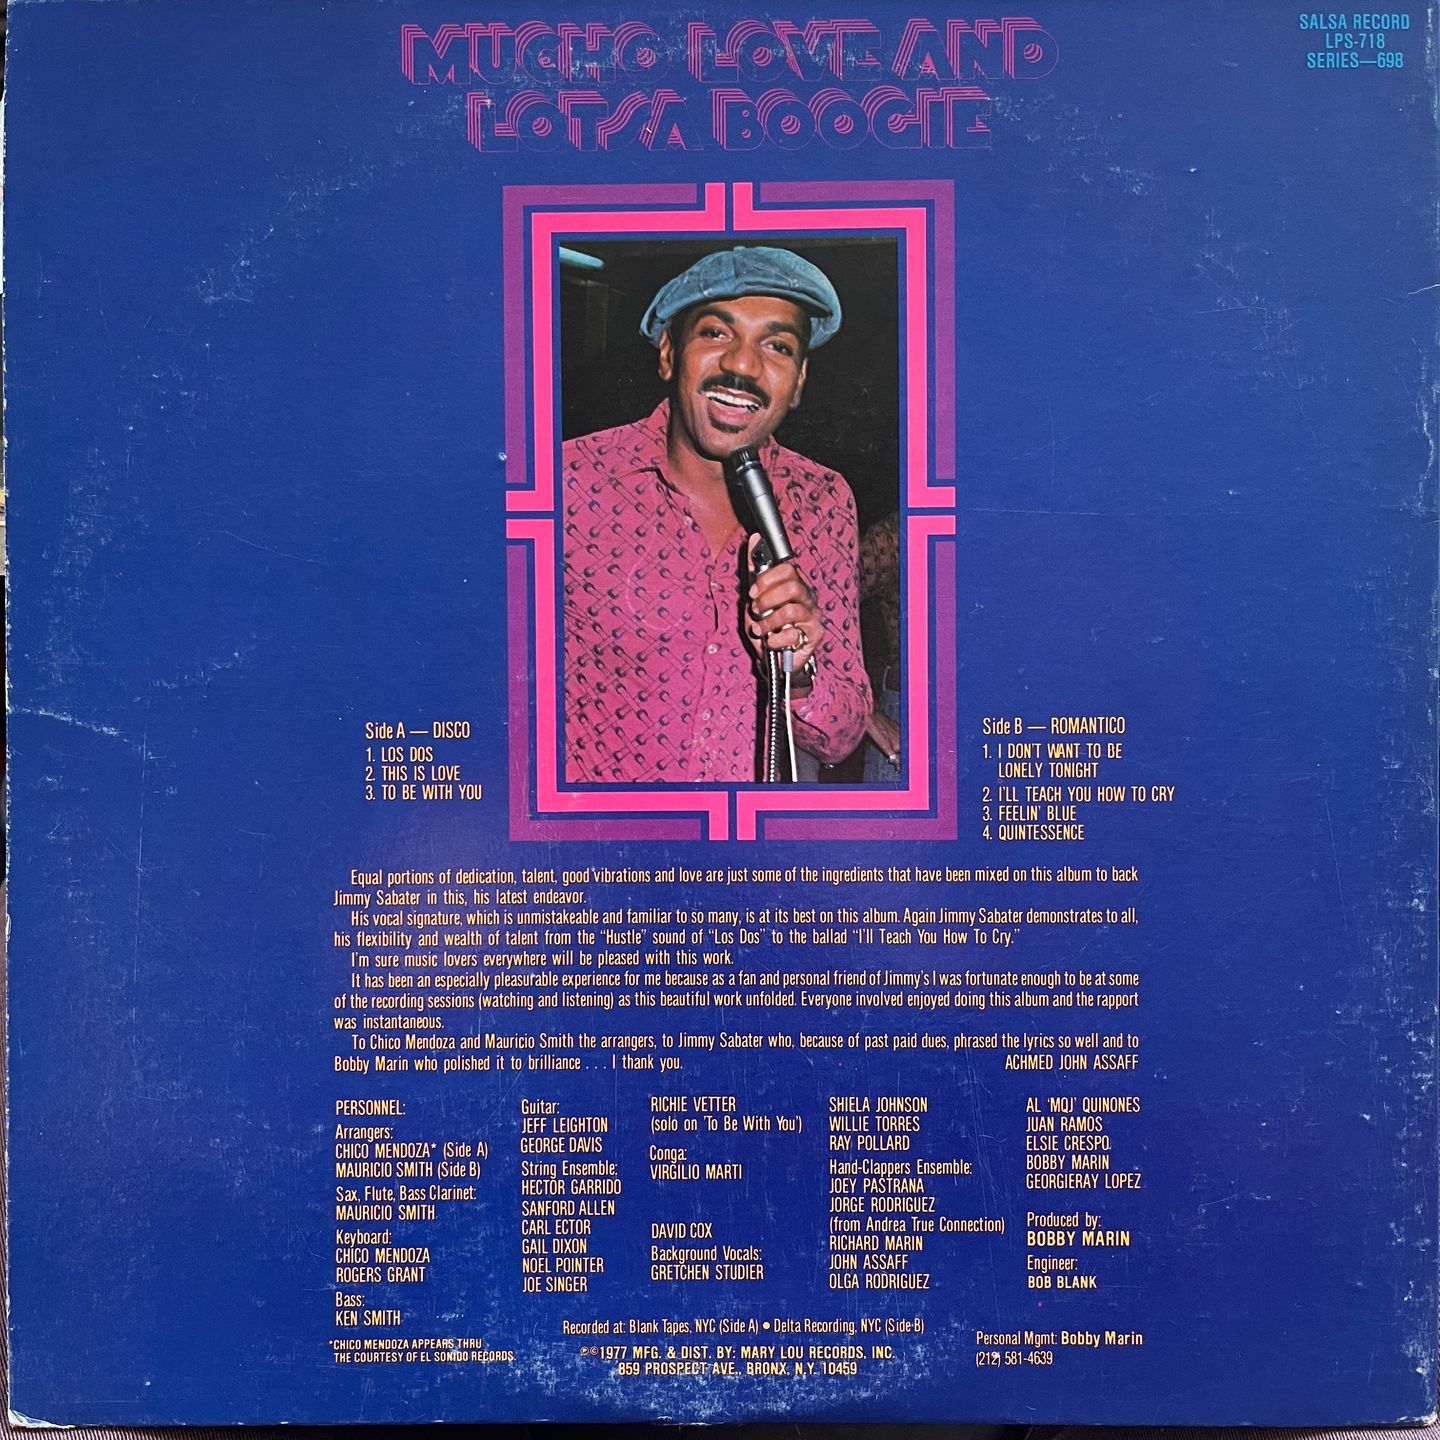 MUCHO LOVE AND
LOTSA BOOGIE
SALSA RECORD
LPS-718
SERIES—698
Side A — DISCO
1. LOS DOS
2. THIS IS LOVE
3. TO BE WITH YOU
Side B — ROMANTICO
1. I DON'T WANT TO BE
LONELY TONIGHT
2. I'LL TEACH YOU HOW TO CRY
3. FEELIN' BLUE
4. QUINTESSENCE
Equal portions of dedication, talent, good vibrations and love are just some of the ingredients that have been mixed on this album to back
Jimmy Sabater in this, his latest endeavor.
His vocal signature, which is unmistakeable and familiar to so many, is at its best on this album. Again Jimmy Sabater demonstrates to all,
his flexibility and wealth of talent from the “Hustle” sound of “Los Dos” to the ballad “I'll Teach You How To Cry.”
I'm sure music lovers everywhere will be pleased with this work.
It has been an especially pleasurable experience for me because as a fan and personal friend of Jimmy's I was fortunate enough to be at some
of the recording sessions (watching and listening) as this beautiful work unfolded. Everyone involved enjoyed doing this album and the rapport
was instantaneous.
To Chico Mendoza and Mauricio Smith the arrangers, to Jimmy Sabater who, because of past paid dues, phrased the lyrics so well and to
Bobby Marin who polished it to brilliance . . . I thank you. ACHMED JOHN ASSAFF
PERSONNEL:
Arrangers:
CHICO MENDOZA* (Side A)
MAURICIO SMITH (Side B)
Sax, Flute, Bass Clarinet:
MAURICIO SMITH
Keyboard:
CHICO MENDOZA
ROGERS GRANT
Bass:
KEN SMITH
*CHICO MENDOZA APPEARS THRU
THE COURTESY OF EL SONIDO RECORDS.
Guitar:
JEFF LEIGHTON
GEORGE DAVIS
String Ensemble:
HECTOR GARRIDO
SANFORD ALLEN
CARL ECTOR
GAIL DIXON
NOEL POINTER
JOE SINGER
RICHIE VETTER
(solo on 'To Be With You')
Conga:
VIRGILIO MARTI
DAVID COX
Background Vocals:
GRETCHEN STUDIER
SHIELA JOHNSON
WILLIE TORRES
RAY POLLARD
Hand-Clappers Ensemble:
JOEY PASTRANA
JORGE RODRIGUEZ
(from Andrea True Connection)
RICHARD MARIN
JOHN ASSAFF
OLGA RODRIGUEZ
AL 'MQJ' QUINONES
JUAN RAMOS
ELSIE CRESPO
BOBBY MARIN
GEORGIERAY LOPEZ
Produced by:
BOBBY MARIN
Engineer:
BOB BLANK
Recorded at: Blank Tapes, NYC (Side A) ● Delta Recording, NYC (Side B)
℗©1977 MFG. & DIST. BY: MARY LOU RECORDS, INC.
859 PROSPECT AVE., BRONX, N.Y. 10459
Personal Mgmt: Bobby Marin
(212) 581-4639